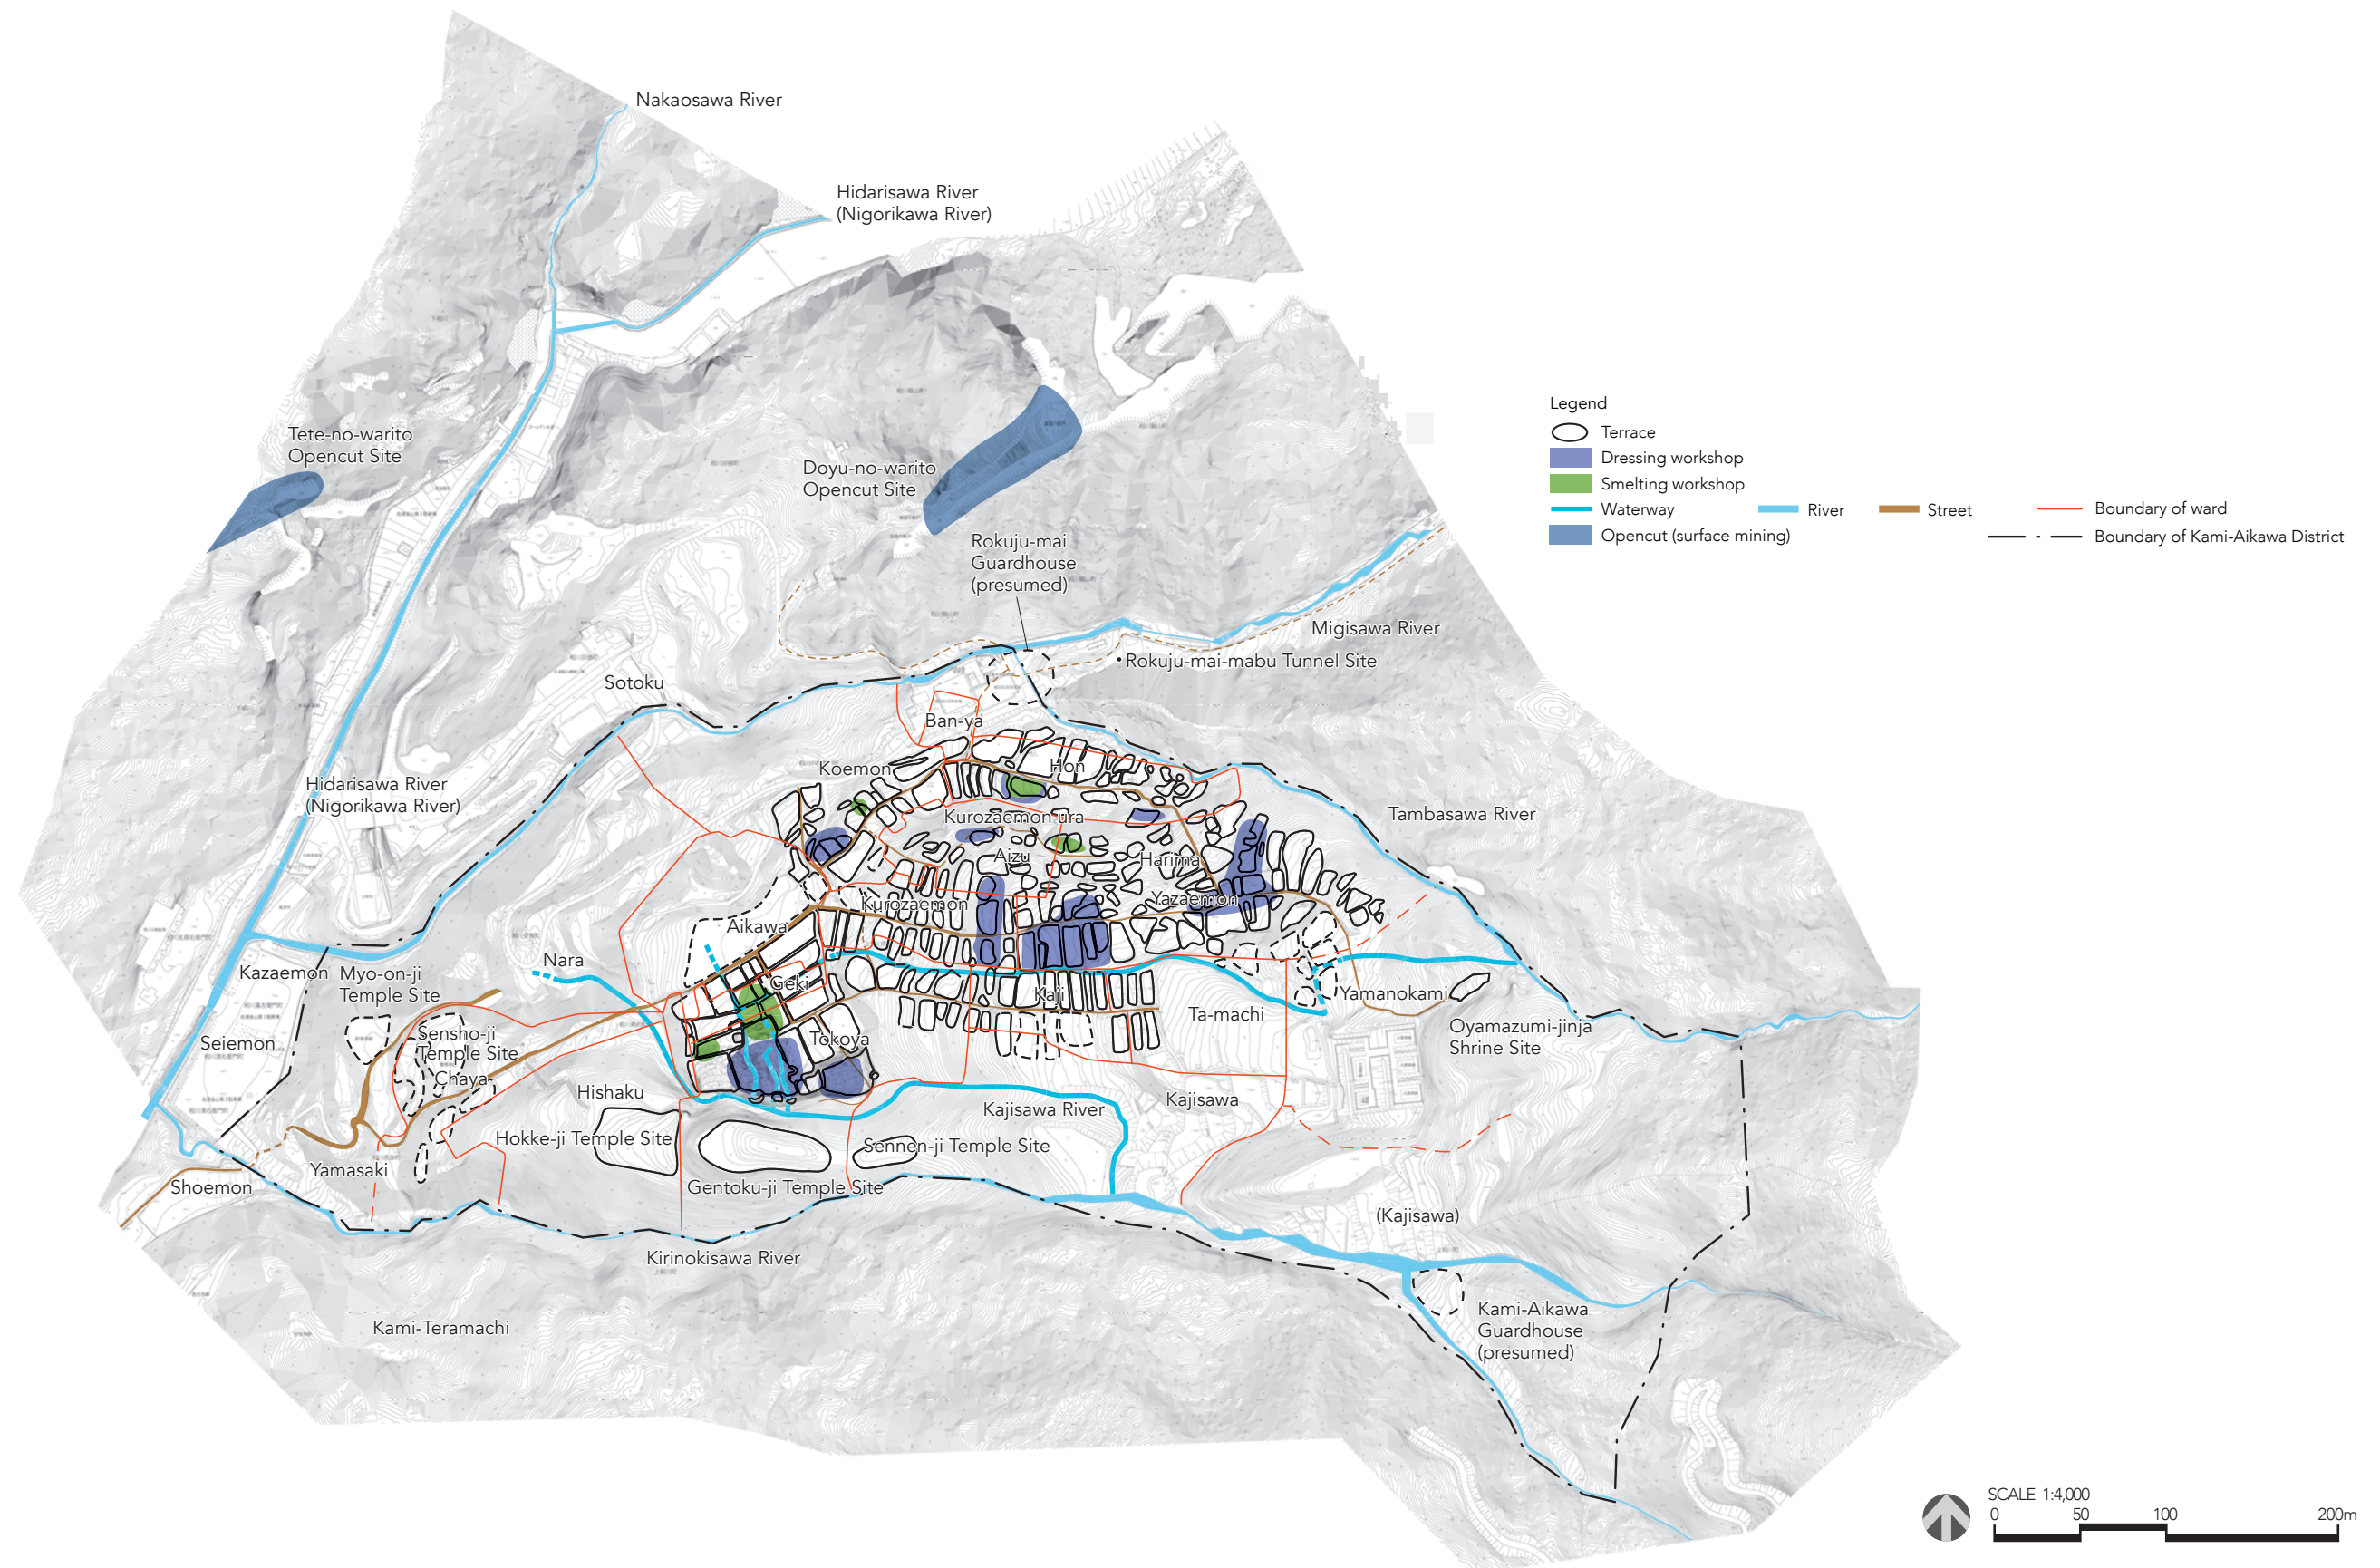 Nakaosawa River
Hidarisawa River
(Nigorikawa River)
Legend
Terrace
Dressing workshop
Smelting workshop
Waterway
River
Street
Boundary of ward
Opencut (surface mining)
Boundary of Kami-Aikawa District
Tete-no-warito
Opencut Site
Doyu-no-warito
Opencut Site
Rokuju-mai
Guardhouse
(presumed)
Migisawa River
Rokuju-mai-mabu Tunnel Site
Sotoku
Ban-ya
Koemon
Hon
Hidarisawa River
(Nigorikawa River)
Kurozaemon ura
Tambasawa River
Aizu
Harima
Kurozaemon
Yazaemon
Aikawa
Nara
Kazaemon
Myo-on-ji
Temple Site
Geki
Kaji
Yamanokami
Ta-machi
Oyamazumi-jinja
Shrine Site
Seiemon
Sensho-ji
Temple Site
Tokoya
Chaya
Hishaku
Kajisawa River
Kajisawa
Hokke-ji Temple Site
Sennen-ji Temple Site
Yamasaki
Shoemon
Gentoku-ji Temple Site
(Kajisawa)
Kirinokisawa River
Kami-Teramachi
Kami-Aikawa
Guardhouse
(presumed)
SCALE 1:4,000
0 50 100 200m